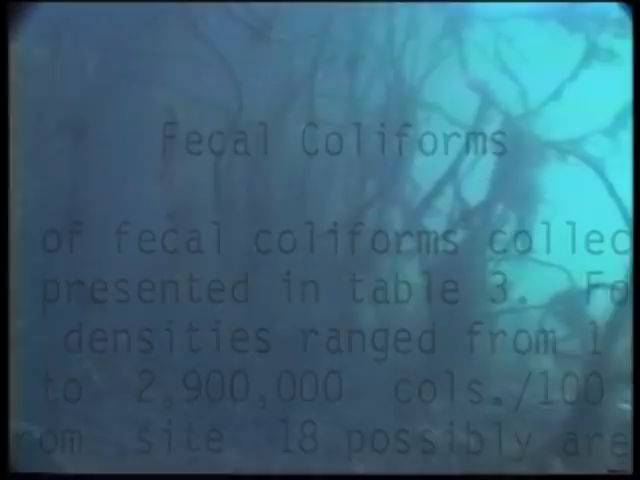 Fecal Coliforms
of fecal coliforms collec
presented in table 3. Fo
densities ranged from 1
to 2,900,000 cols./100
rom site 18 possibly are